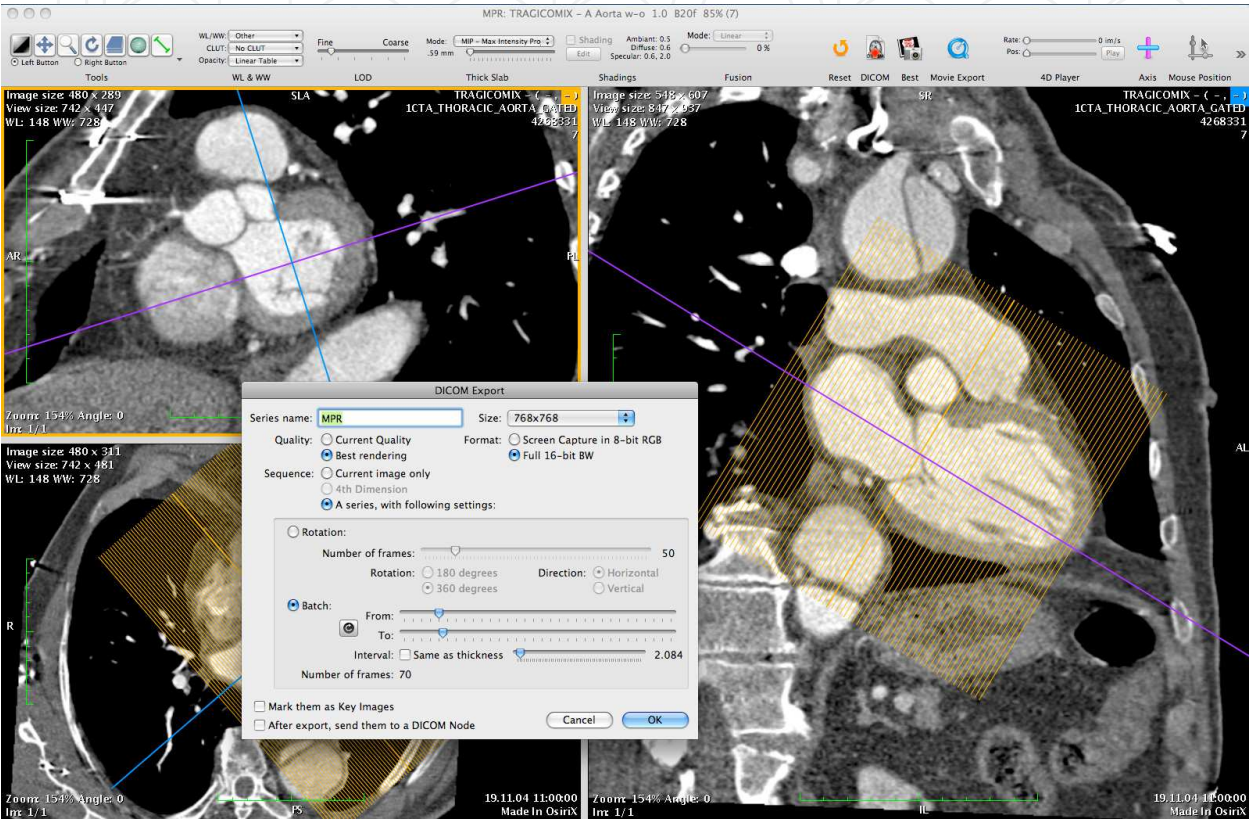 MPR: TRAGICOMIX - A Aorta w-o 1.0 B20f 85% (7)
WL/WW: Other
CLUT: No CLUT
Opacity: Linear Table
Left Button Right Button
Fine Coarse
Mode: MIP - Max Intensity Pro
.59 mm
Shading
Edit
Ambient: 0.5
Diffuse: 0.6
Specular: 0.6, 2.0
Mode: Linear
0 %
Rate: 0 im/s
Pos: Play
Tools WL & WW LOD Thick Slab Shadings Fusion Reset DICOM Best Movie Export 4D Player Axis Mouse Position
Image size: 480 x 289
View size: 742 x 447
WL: 148 WW: 728
SLA
TRAGICOMIX - ( - , - )
1CTA_THORACIC_AORTA_GATED
4268331
7
AR
PL
Zoom: 154% Angle: 0
Im: 1/1
Image size: 548 x 607
View size: 847 x 937
WL: 148 WW: 728
SR
TRAGICOMIX - ( - , - )
1CTA_THORACIC_AORTA_GATED
4268331
7
AL
Zoom: 154% Angle: 0
Im: 1/1
IL
19.11.04 11:00:00
Made In OsiriX
Image size: 480 x 311
View size: 742 x 481
WL: 148 WW: 728
R
Zoom: 154% Angle: 0
Im: 1/1
PS
19.11.04 11:00:00
Made In OsiriX
DICOM Export
Series name: MPR Size: 768x768
Quality: Current Quality
Best rendering
Format: Screen Capture in 8-bit RGB
Full 16-bit BW
Sequence: Current image only
4th Dimension
A series, with following settings:
Rotation:
Number of frames: 50
Rotation: 180 degrees
360 degrees
Direction: Horizontal
Vertical
Batch:
From:
To:
Interval: Same as thickness 2.084
Number of frames: 70
Mark them as Key Images
After export, send them to a DICOM Node
Cancel OK